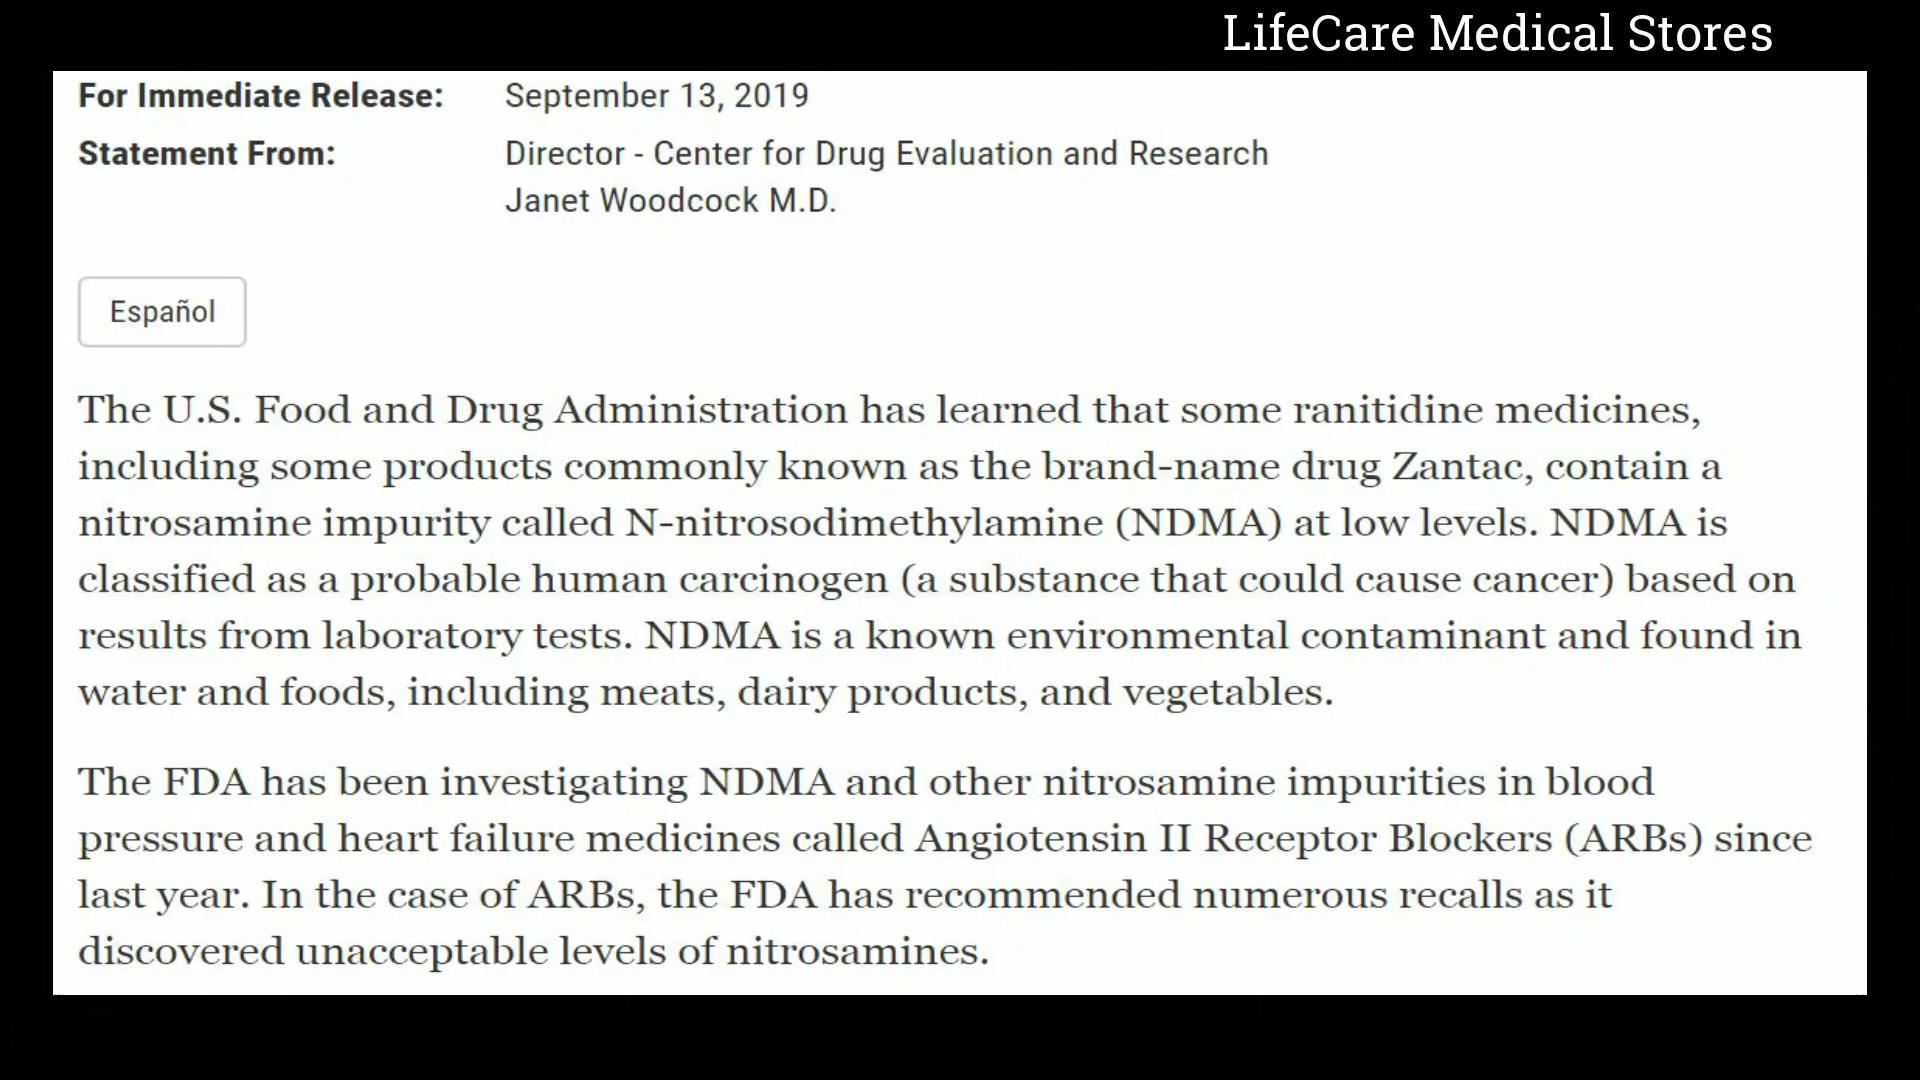 LifeCare Medical Stores
For Immediate Release: September 13, 2019
Statement From: Director - Center for Drug Evaluation and Research
Janet Woodcock M.D.
Español
The U.S. Food and Drug Administration has learned that some ranitidine medicines,
including some products commonly known as the brand-name drug Zantac, contain a
nitrosamine impurity called N-nitrosodimethylamine (NDMA) at low levels. NDMA is
classified as a probable human carcinogen (a substance that could cause cancer) based on
results from laboratory tests. NDMA is a known environmental contaminant and found in
water and foods, including meats, dairy products, and vegetables.
The FDA has been investigating NDMA and other nitrosamine impurities in blood
pressure and heart failure medicines called Angiotensin II Receptor Blockers (ARBs) since
last year. In the case of ARBs, the FDA has recommended numerous recalls as it
discovered unacceptable levels of nitrosamines.